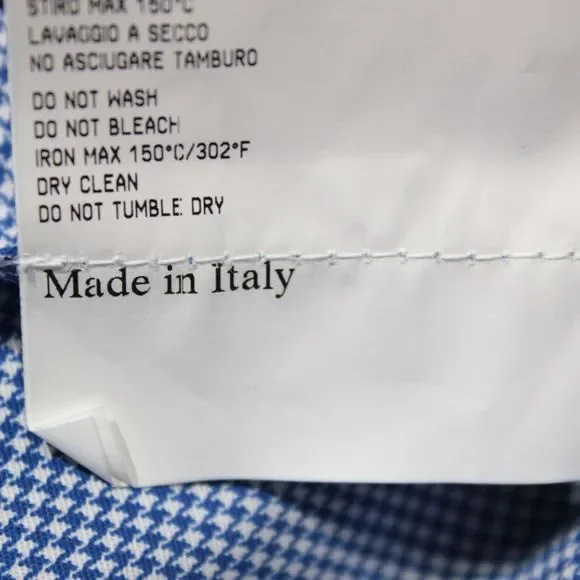 STIRO MAX 150°C
LAVAGGIO A SECCO
NO ASCIUGARE TAMBURO
DO NOT WASH
DO NOT BLEACH
IRON MAX 150°C/302°F
DRY CLEAN
DO NOT TUMBLE DRY
Made in Italy